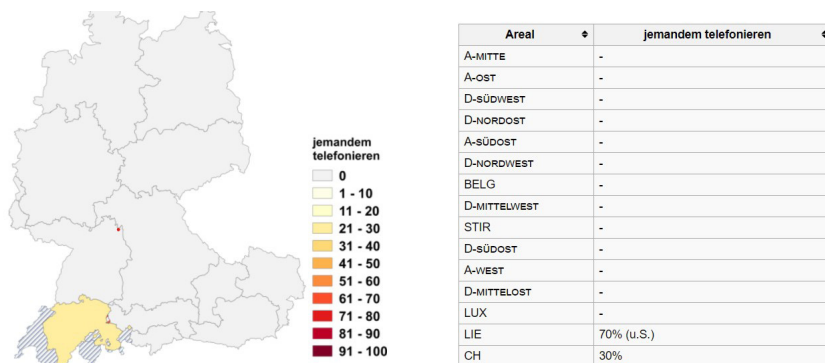 jemandem
telefonieren
0
1 - 10
11 - 20
21 - 30
31 - 40
41 - 50
51 - 60
61 - 70
71 - 80
81 - 90
91 - 100
Areal jemandem telefonieren
A-MITTE -
A-OST -
D-SÜDWEST -
D-NORDOST -
A-SÜDOST -
D-NORDWEST -
BELG -
D-MITTELWEST -
STIR -
D-SÜDOST -
A-WEST -
D-MITTELOST -
LUX -
LIE 70% (u.S.)
CH 30%